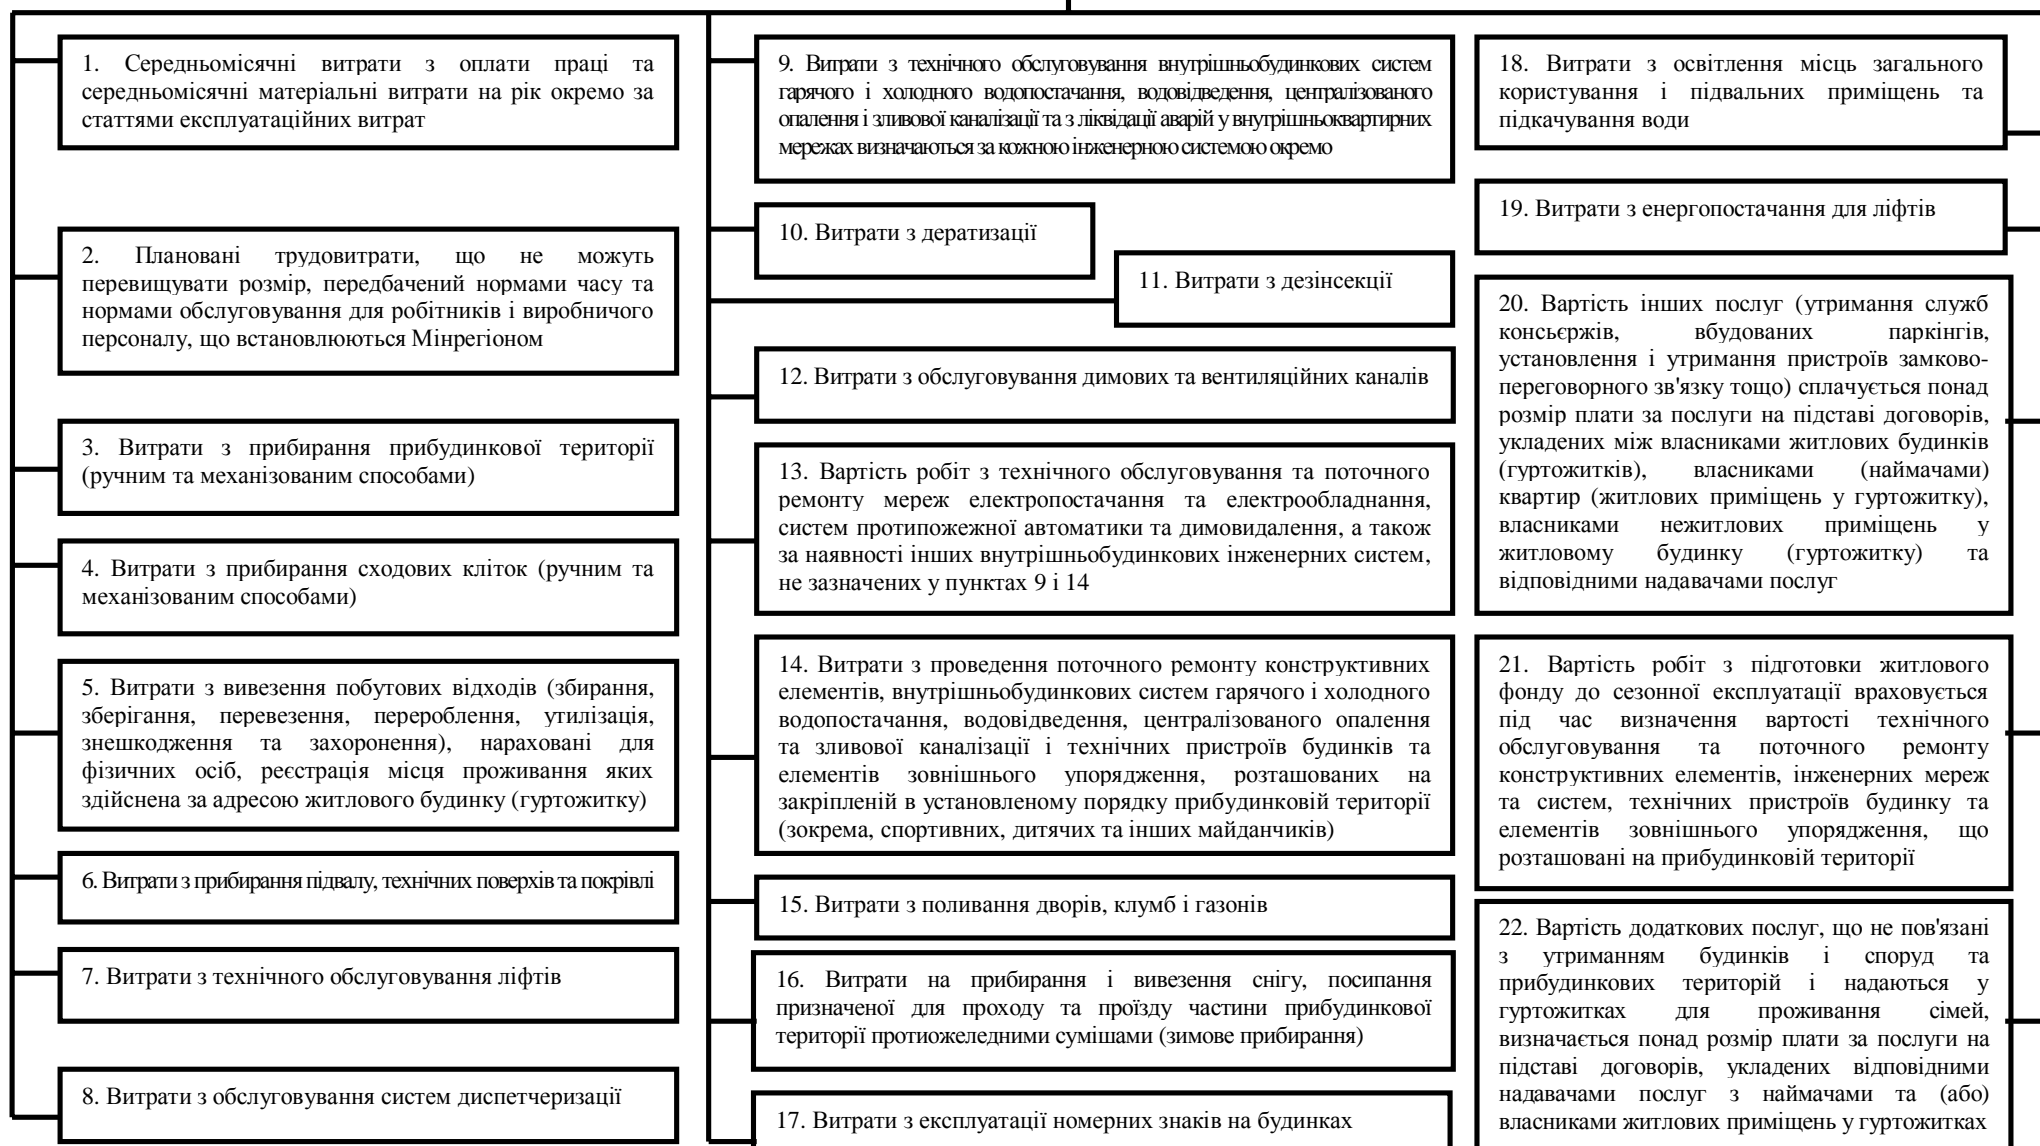 1. Середньомісячні витрати з оплати праці та
середньомісячні матеріальні витрати на рік окремо за
статтями експлуатаційних витрат
2. Плановані трудовитрати, що не можуть
перевищувати розмір, передбачений нормами часу та
нормами обслуговування для робітників і виробничого
персоналу, що встановлюються Мінрегіоном
3. Витрати з прибирання прибудинкової території
(ручним та механізованим способами)
4. Витрати з прибирання сходових кліток (ручним та
механізованим способами)
5. Витрати з вивезення побутових відходів (збирання,
зберігання, перевезення, перероблення, утилізація,
знешкодження та захоронення), нараховані для
фізичних осіб, реєстрація місця проживання яких
здійснена за адресою житлового будинку (гуртожитку)
6. Витрати з прибирання підвалу, технічних поверхів та покрівлі
7. Витрати з технічного обслуговування ліфтів
8. Витрати з обслуговування систем диспетчеризації
9. Витрати з технічного обслуговування внутрішньобудинкових систем
гарячого і холодного водопостачання, водовідведення, централізованого
опалення і зливової каналізації та з ліквідації аварій у внутрішньоквартирних
мережах визначаються за кожною інженерною системою окремо
10. Витрати з дератизації
11. Витрати з дезінсекції
12. Витрати з обслуговування димових та вентиляційних каналів
13. Вартість робіт з технічного обслуговування та поточного
ремонту мереж електропостачання та електрообладнання,
систем протипожежної автоматики та димовидалення, а також
за наявності інших внутрішньобудинкових інженерних систем,
не зазначених у пунктах 9 і 14
14. Витрати з проведення поточного ремонту конструктивних
елементів, внутрішньобудинкових систем гарячого і холодного
водопостачання, водовідведення, централізованого опалення
та зливової каналізації і технічних пристроїв будинків та
елементів зовнішнього упорядження, розташованих на
закріпленій в установленому порядку прибудинковій території
(зокрема, спортивних, дитячих та інших майданчиків)
15. Витрати з поливання дворів, клумб і газонів
16. Витрати на прибирання і вивезення снігу, посипання
призначеної для проходу та проїзду частини прибудинкової
території протиожеледними сумішами (зимове прибирання)
17. Витрати з експлуатації номерних знаків на будинках
18. Витрати з освітлення місць загального
користування і підвальних приміщень та
підкачування води
19. Витрати з енергопостачання для ліфтів
20. Вартість інших послуг (утримання служб
консьєржів, вбудованих паркінгів,
установлення і утримання пристроїв замково-
переговорного зв'язку тощо) сплачується понад
розмір плати за послуги на підставі договорів,
укладених між власниками житлових будинків
(гуртожитків), власниками (наймачами)
квартир (житлових приміщень у гуртожитку),
власниками нежитлових приміщень у
житловому будинку (гуртожитку) та
відповідними надавачами послуг
21. Вартість робіт з підготовки житлового
фонду до сезонної експлуатації враховується
під час визначення вартості технічного
обслуговування та поточного ремонту
конструктивних елементів, інженерних мереж
та систем, технічних пристроїв будинку та
елементів зовнішнього упорядження, що
розташовані на прибудинковій території
22. Вартість додаткових послуг, що не пов'язані
з утриманням будинків і споруд та
прибудинкових територій і надаються у
гуртожитках для проживання сімей,
визначається понад розмір плати за послуги на
підставі договорів, укладених відповідними
надавачами послуг з наймачами та (або)
власниками житлових приміщень у гуртожитках